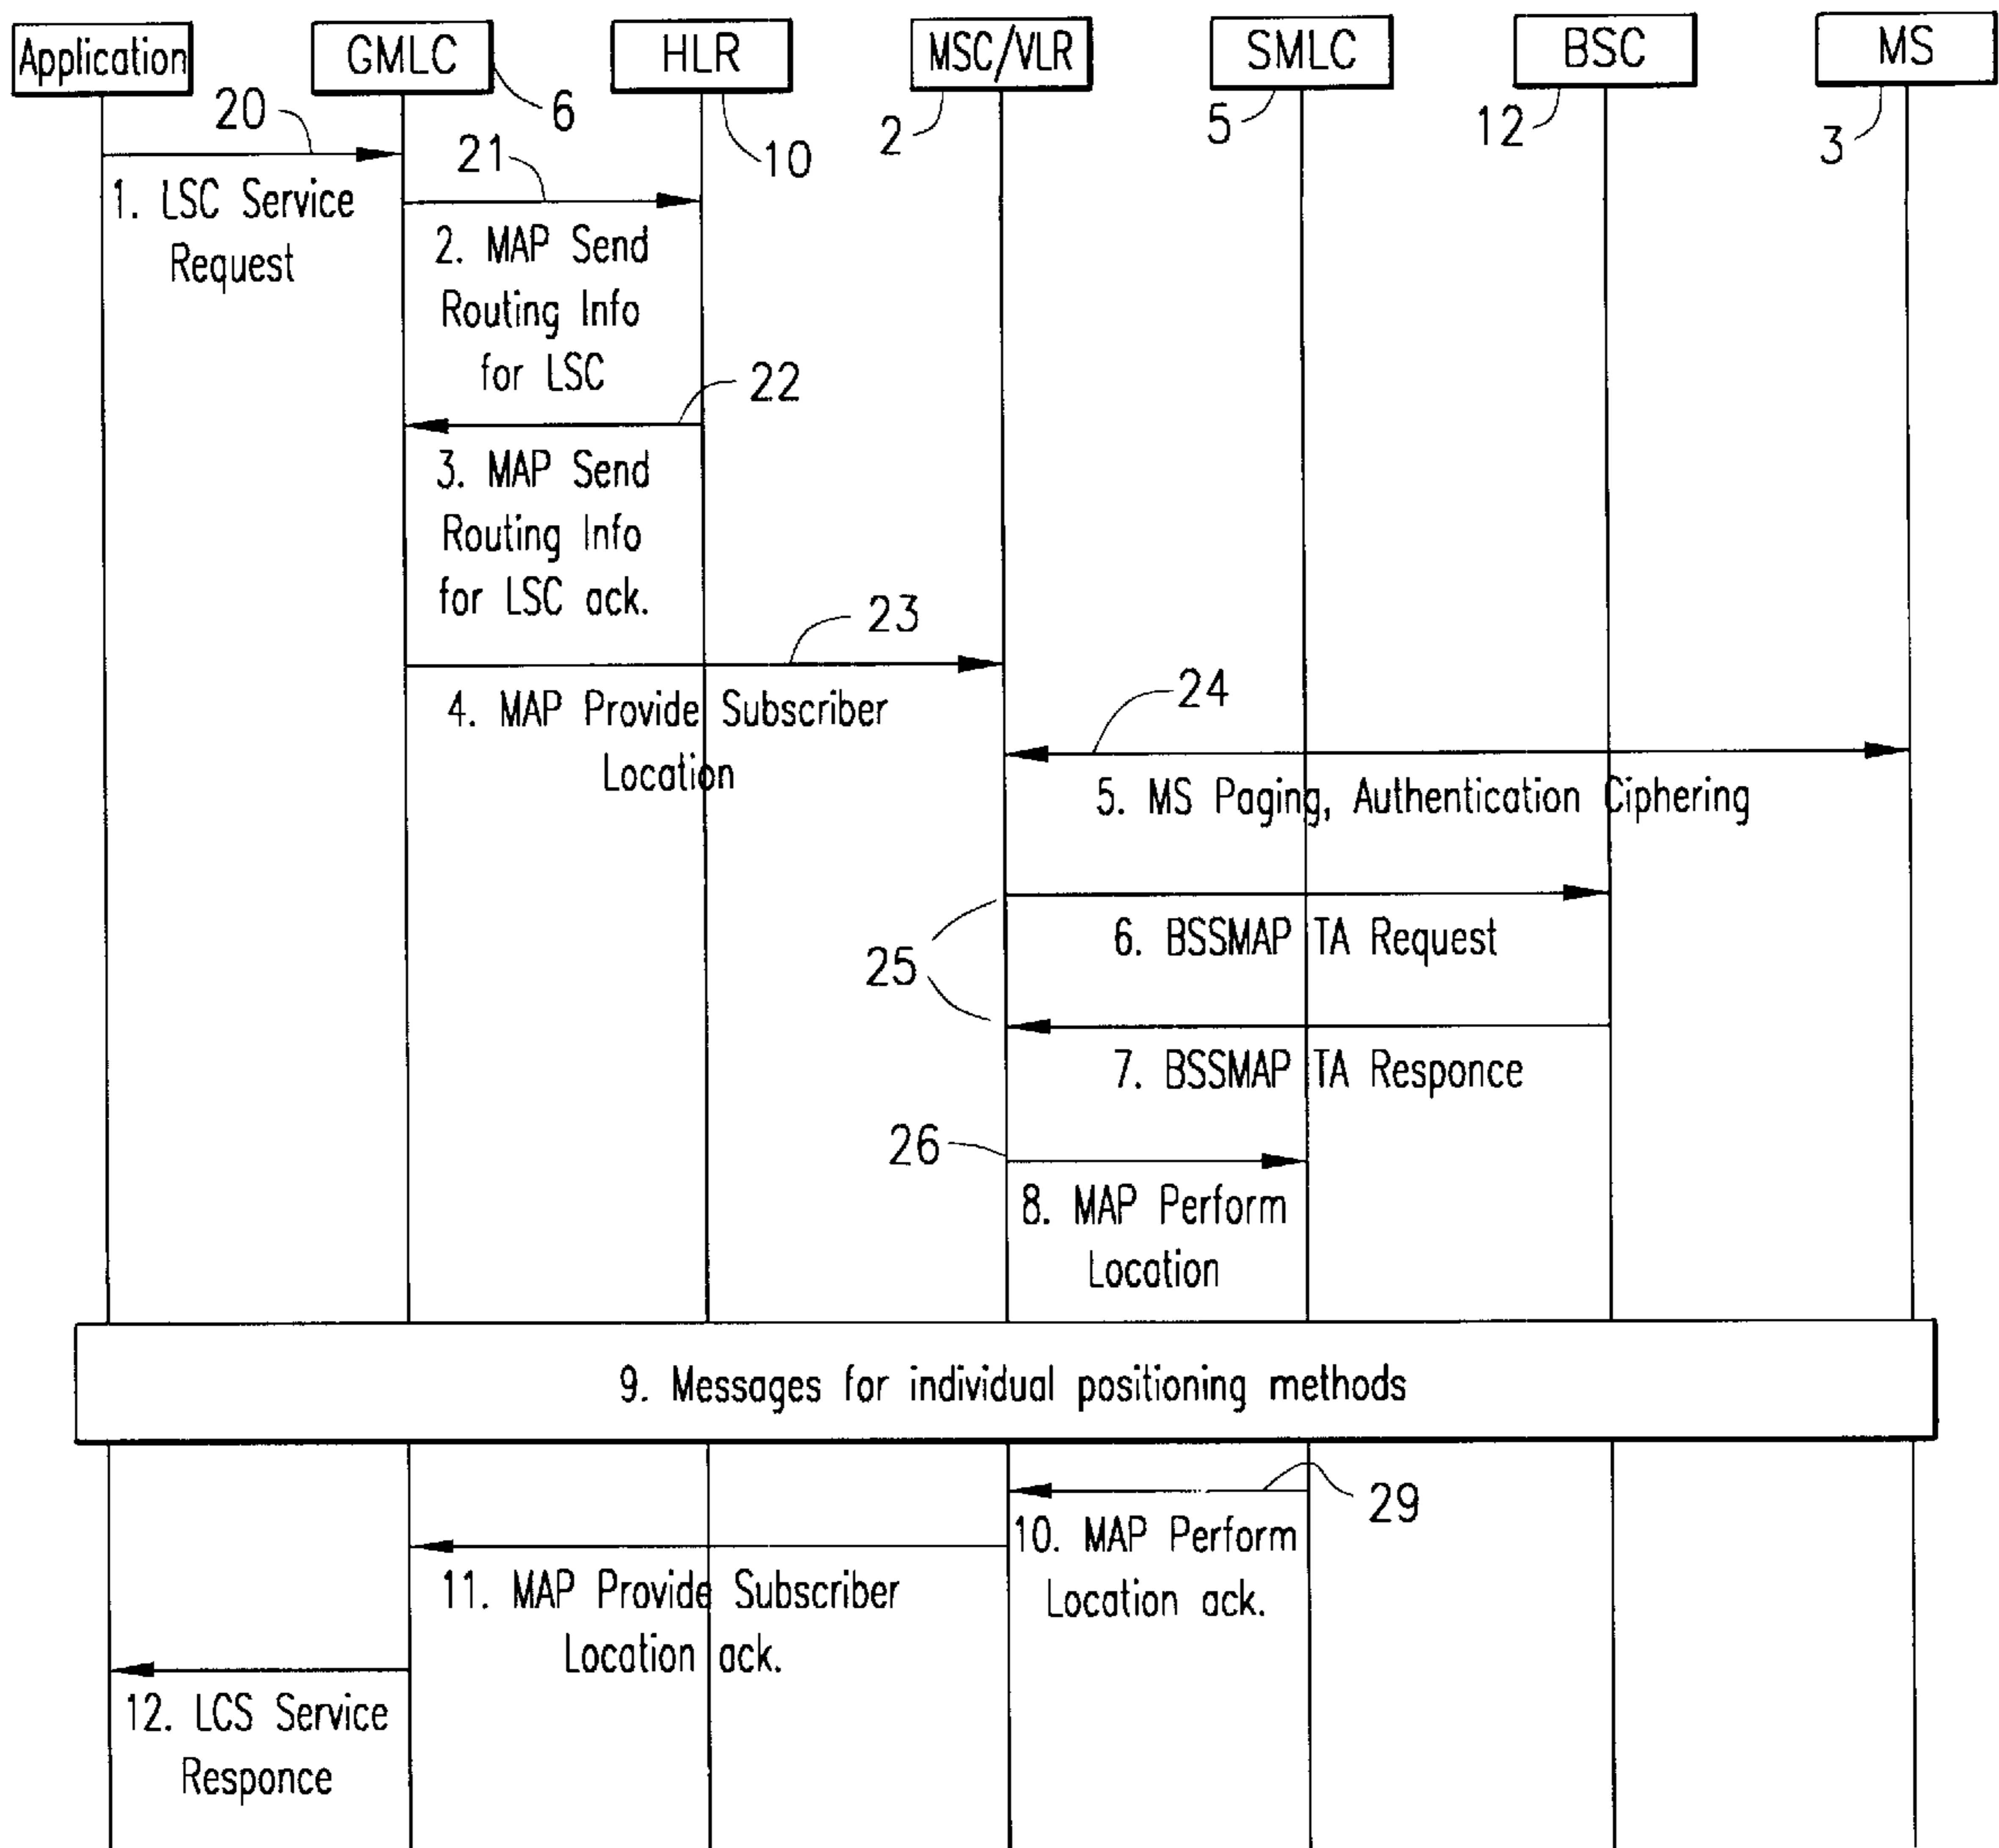 Application
GMLC
HLR
MSC/VLR
SMLC
BSC
MS
6
10
2
5
12
3
20
1. LSC Service
Request
21
2. MAP Send
Routing Info
for LSC
22
3. MAP Send
Routing Info
for LSC ack.
23
4. MAP Provide Subscriber
Location
24
5. MS Paging, Authentication Ciphering
25
6. BSSMAP TA Request
7. BSSMAP TA Responce
26
8. MAP Perform
Location
9. Messages for individual positioning methods
29
10. MAP Perform
Location ack.
11. MAP Provide Subscriber
Location ack.
12. LCS Service
Responce